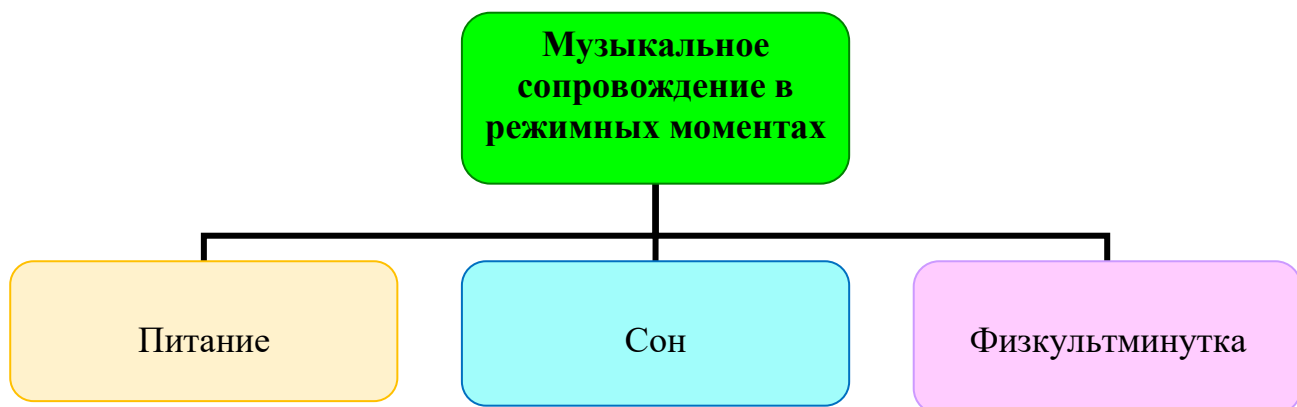 Музыкальное
сопровождение в
режимных моментах
Питание
Сон
Физкультминутка